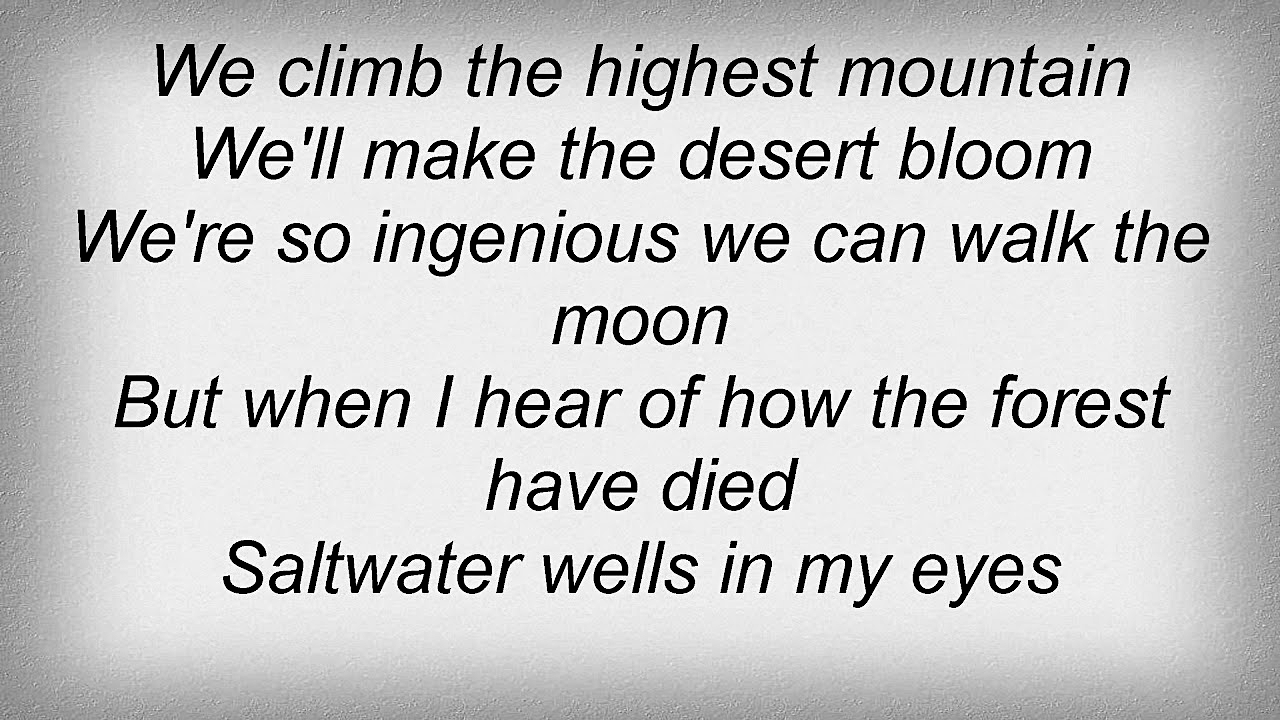 We climb the highest mountain
We'll make the desert bloom
We're so ingenious we can walk the
moon
But when I hear of how the forest
have died
Saltwater wells in my eyes